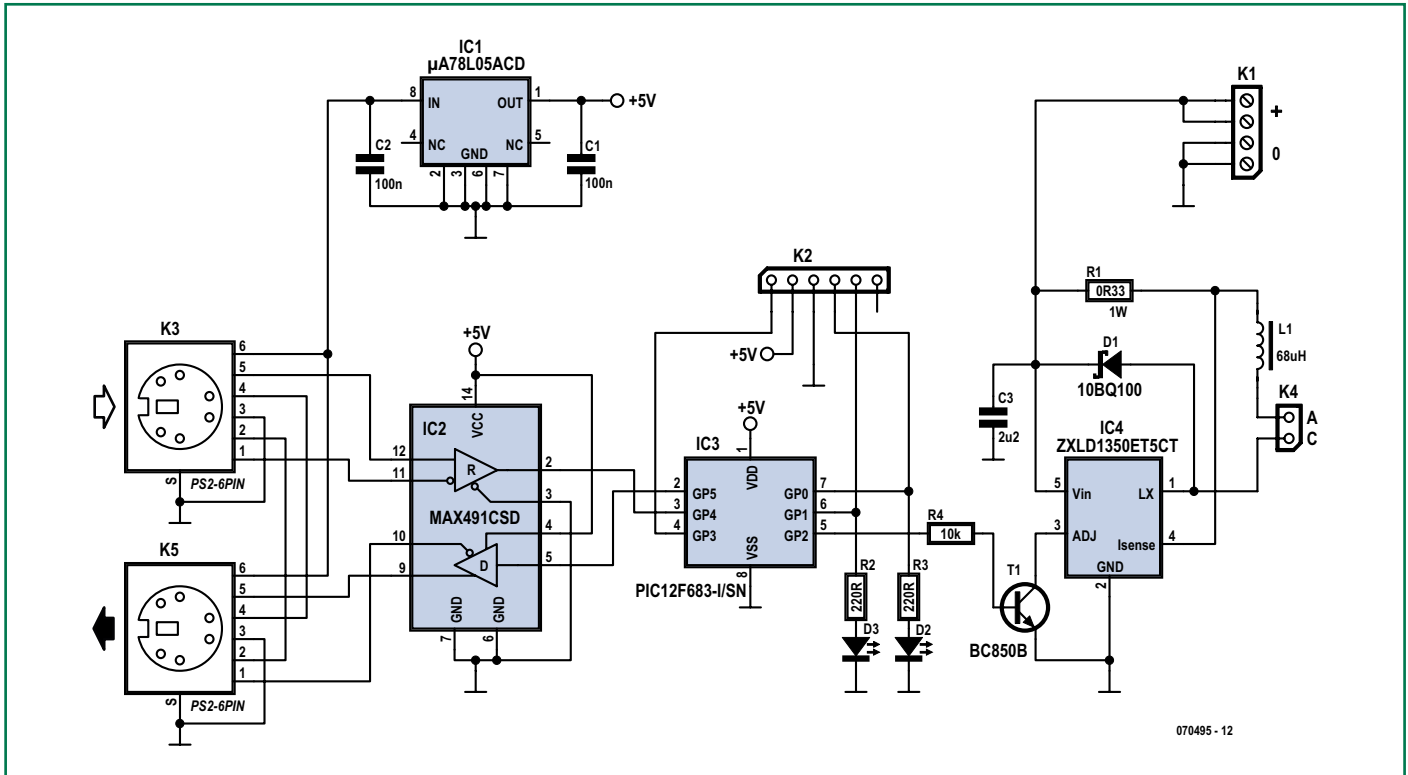 IC1
µA78L05ACD
8
IN
OUT
1
+5V
4
NC
GND
NC
5
C2
100n
2
3
6
7
C1
100n
K1
+
0
K2
+5V
R1
0R33
1W
L1
68uH
D1
10BQ100
K4
A
C
C3
2u2
IC4
ZXLD1350ET5CT
5
Vin
LX
1
3
ADJ
Isense
4
GND
2
K3
6
5
4
3
2
1
S
PS2-6PIN
+5V
14
VCC
IC2
12
11
R
2
3
MAX491CSD
4
10
9
D
5
GND
GND
7
6
K5
6
5
4
3
2
1
S
PS2-6PIN
+5V
IC3
1
VDD
2
GP5
GP0
7
3
GP4
GP1
6
4
GP3
GP2
5
VSS
8
PIC12F683-I/SN
R4
10k
R2
220R
R3
220R
D3
D2
T1
BC850B
070495 - 12